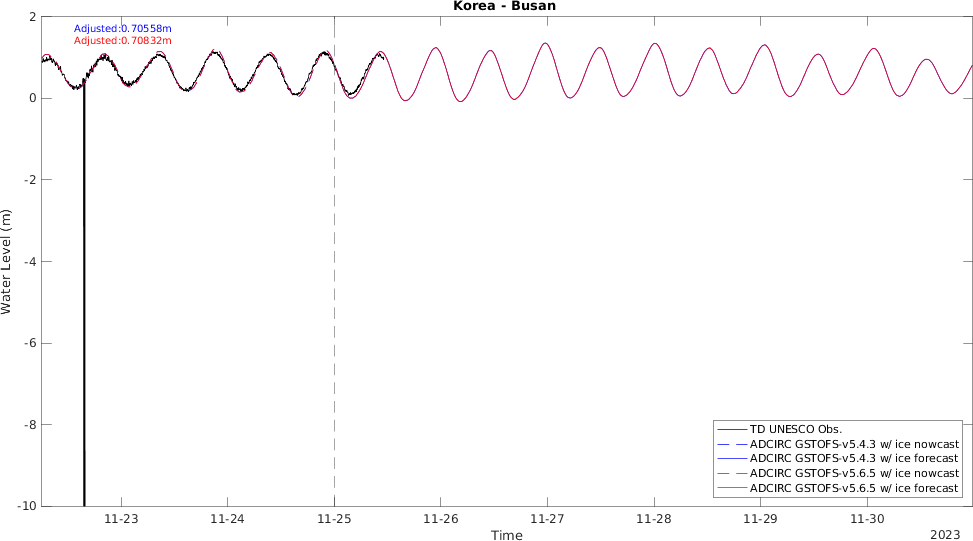 Korea - Busan
Adjusted:0.70558m
Adjusted:0.70832m
2
0
-2
-4
-6
-8
-10
Water Level (m)
11-23
11-24
11-25
11-26
11-27
11-28
11-29
11-30
Time
2023
TD UNESCO Obs.
ADCIRC GSTOFS-v5.4.3 w/ ice nowcast
ADCIRC GSTOFS-v5.4.3 w/ ice forecast
ADCIRC GSTOFS-v5.6.5 w/ ice nowcast
ADCIRC GSTOFS-v5.6.5 w/ ice forecast